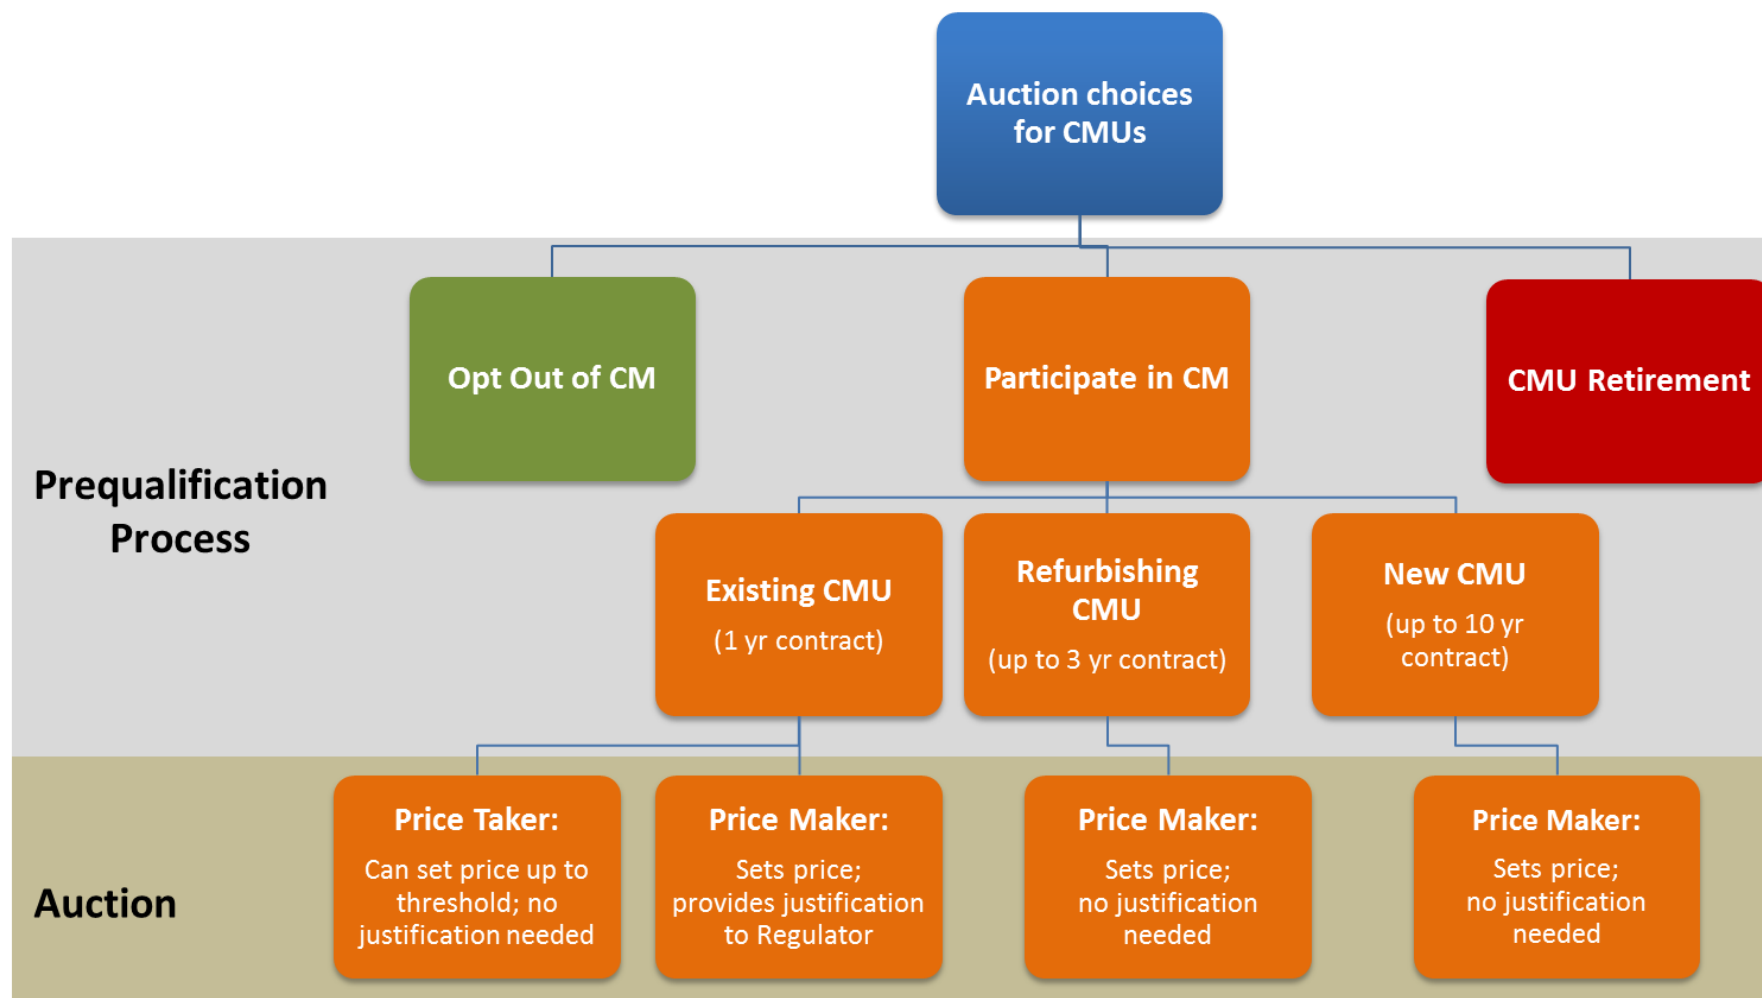 Auction choices
for CMUs
Opt Out of CM
Participate in CM
CMU Retirement
Prequalification
Process
Existing CMU
(1 yr contract)
Refurbishing
CMU
(up to 3 yr contract)
New CMU
(up to 10 yr
contract)
Auction
Price Taker:
Can set price up to
threshold; no
justification needed
Price Maker:
Sets price;
provides justification
to Regulator
Price Maker:
Sets price;
no justification
needed
Price Maker:
Sets price;
no justification
needed